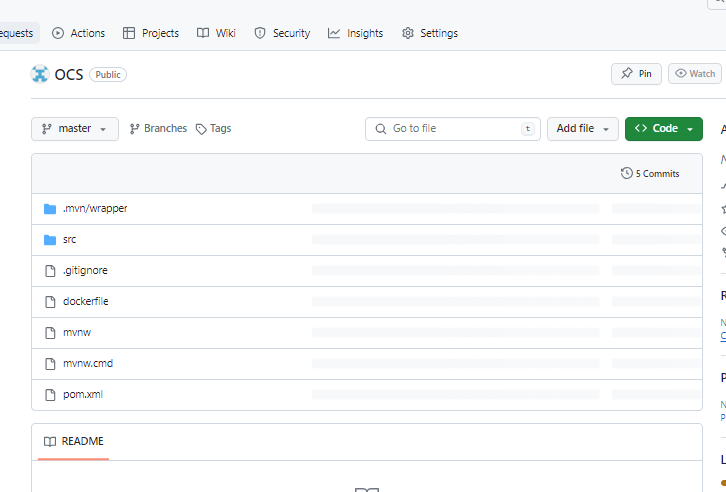 Actions Projects Wiki Security Insights Settings
OCS Public Pin Watch
master Branches Tags Go to file t Add file Code
5 Commits
.mvn/wrapper
src
.gitignore
dockerfile
mvnw
mvnw.cmd
pom.xml
README